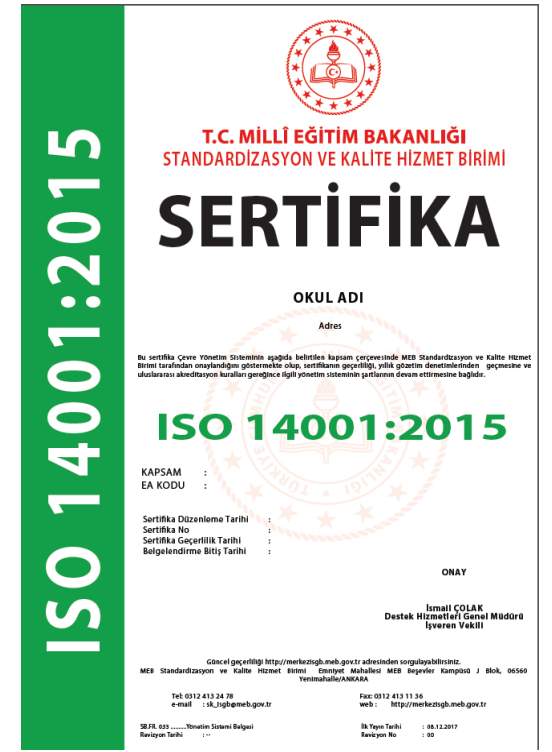 ISO 14001:2015
T.C. MİLLÎ EĞİTİM BAKANLIĞI
STANDARDİZASYON VE KALİTE HİZMET BİRİMİ
SERTİFİKA
OKUL ADI
Adres
Bu sertifika Çevre Yönetim Sisteminin aşağıda belirtilen kapsam çerçevesinde MEB Standardizasyon ve Kalite Hizmet
Birimi tarafından onaylandığını göstermekte olup, sertifikanın geçerliliği, yıllık gözetim denetimlerinden geçmesine ve
uluslararası akreditasyon kuralları gereğince ilgili yönetim sisteminin şartlarının devam ettirmesine bağlıdır.
ISO 14001:2015
KAPSAM :
EA KODU :
Sertifika Düzenleme Tarihi :
Sertifika No :
Sertifika Geçerlilik Tarihi :
Belgelendirme Bitiş Tarihi :
ONAY
İsmail ÇOLAK
Destek Hizmetleri Genel Müdürü
İşveren Vekili
Güncel geçerliliği http://merkezisgb.meb.gov.tr adresinden sorgulayabilirsiniz.
MEB Standardizasyon ve Kalite Hizmet Birimi Emniyet Mahallesi MEB Beşevler Kampüsü J Blok, 06560
Yenimahalle/ANKARA
Tel: 0312 413 24 78 Fax: 0312 413 11 36
e-mail : sk_isgb@meb.gov.tr web : http://merkezisgb.meb.gov.tr
SB.FR. 033 ..........Yönetim Sistemi Belgesi İlk Yayın Tarihi : 08.12.2017
Revizyon Tarihi : -- Revizyon No : 00